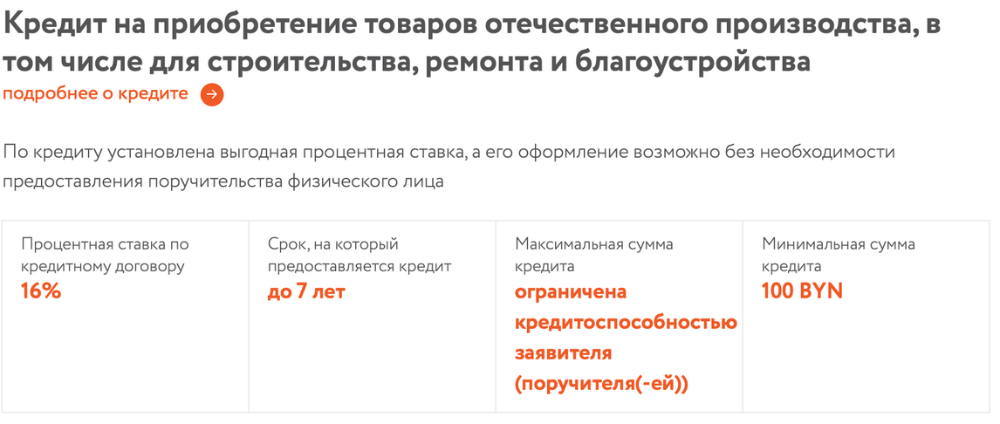 Кредит на приобретение товаров отечественного производства, в
том числе для строительства, ремонта и благоустройства
подробнее о кредите
По кредиту установлена выгодная процентная ставка, а его оформление возможно без необходимости
предоставления поручительства физического лица
Процентная ставка по
кредитному договору
16%
Срок, на который
предоставляется кредит
до 7 лет
Максимальная сумма
кредита
ограничена
кредитоспособностью
заявителя
(поручителя(-ей))
Минимальная сумма
кредита
100 BYN